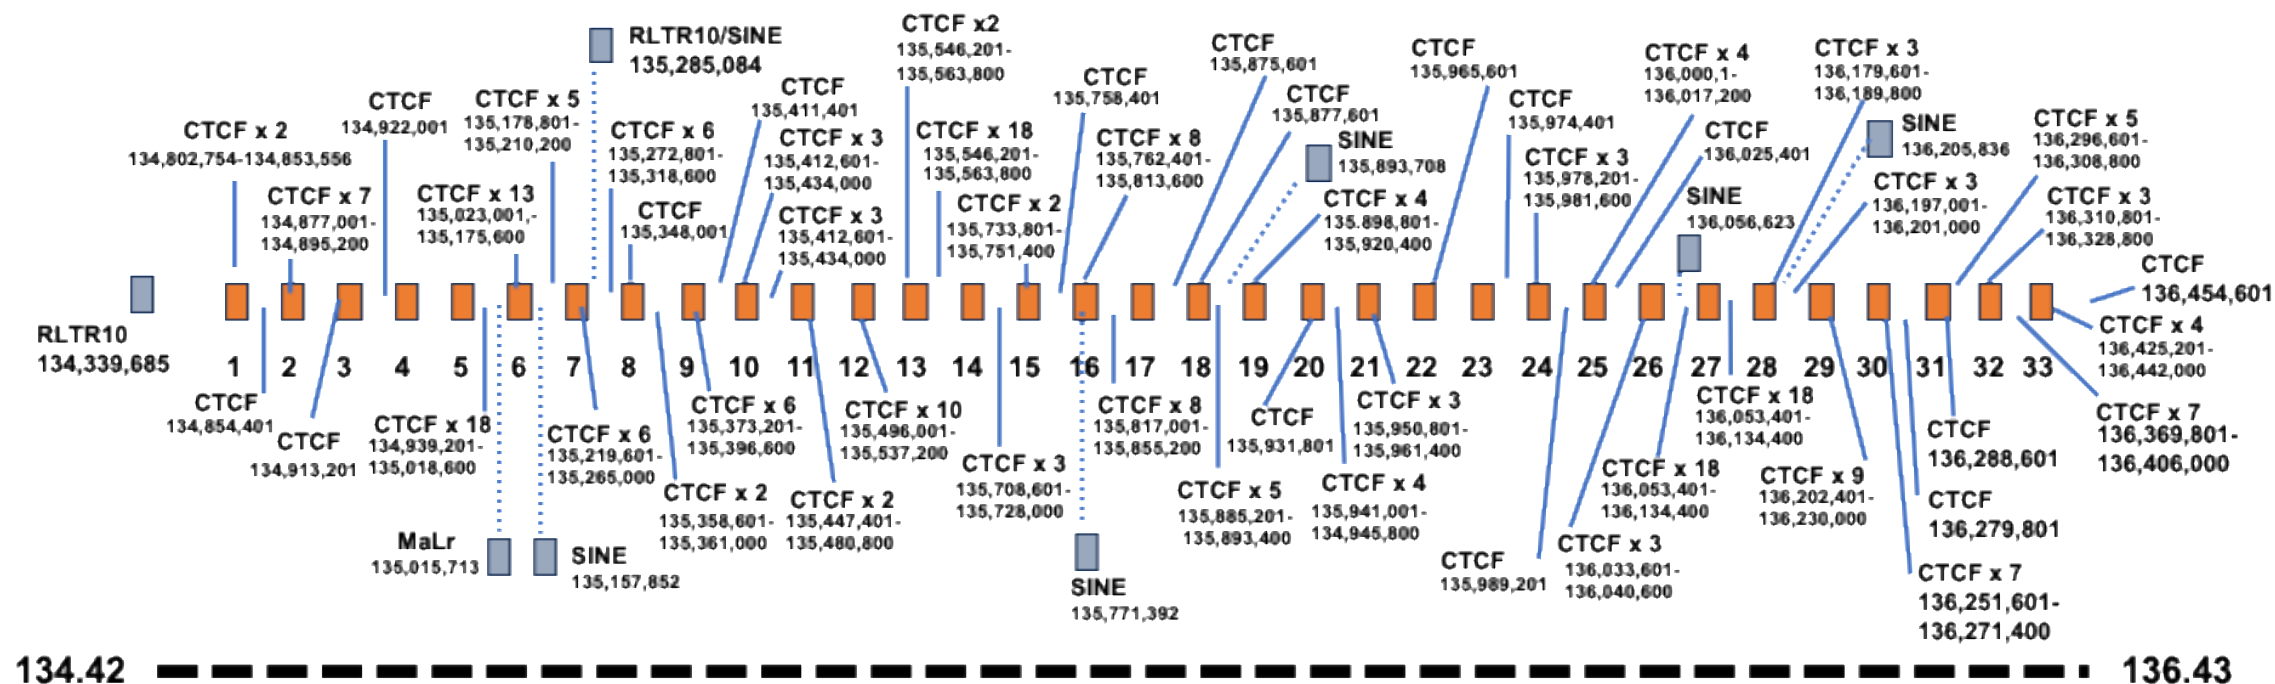 RLTR10
134,339,685
CTCF x 2
134,802,754-134,853,556
CTCF x 7
134,877,001-
134,895,200
CTCF
134,922,001
CTCF x 5
135,178,801-
135,210,200
CTCF x 13
135,023,001,-
135,175,600
RLTR10/SINE
135,285,084
CTCF x 6
135,272,801-
135,318,600
CTCF
135,348,001
CTCF
135,411,401
CTCF x 3
135,412,601-
135,434,000
CTCF x 3
135,412,601-
135,434,000
CTCF x2
135,546,201-
135,563,800
CTCF x 18
135,546,201-
135,563,800
CTCF x 2
135,733,801-
135,751,400
CTCF
135,758,401
CTCF x 8
135,762,401-
135,813,600
CTCF
135,875,601
CTCF
135,877,601
SINE
135,893,708
CTCF x 4
135.898,801-
135,920,400
CTCF
135,965,601
CTCF
135,974,401
CTCF x 3
135,978,201-
135,981,600
CTCF x 4
136,000,1-
136,017,200
CTCF
136,025,401
SINE
136,056,623
CTCF x 3
136,179,601-
136,189,800
SINE
136,205,836
CTCF x 3
136,197,001-
136,201,000
CTCF x 5
136,296,601-
136,308,800
CTCF x 3
136,310,801-
136,328,800
CTCF
136,454,601
1 2 3 4 5 6 7 8 9 10 11 12 13 14 15 16 17 18 19 20 21 22 23 24 25 26 27 28 29 30 31 32 33
CTCF
134,854,401
CTCF
134,913,201
CTCF x 18
134,939,201-
135,018,600
MaLr
135,015,713
SINE
135,157,852
CTCF x 6
135,219,601-
135,265,000
CTCF x 2
135,358,601-
135,361,000
CTCF x 6
135,373,201-
135,396,600
CTCF x 2
135,447,401-
135,480,800
CTCF x 10
135,496,001-
135,537,200
CTCF x 3
135,708,601-
135,728,000
SINE
135,771,392
CTCF x 8
135,817,001-
135,855,200
CTCF x 5
135,885,201-
135,893,400
CTCF
135,931,801
CTCF x 4
135,941,001-
134,945,800
CTCF x 3
135,950,801-
135,961,400
CTCF
135,989,201
CTCF x 3
136,033,601-
136,040,600
CTCF x 18
136,053,401-
136,134,400
CTCF x 18
136,053,401-
136,134,400
CTCF x 9
136,202,401-
136,230,000
CTCF
136,288,601
CTCF
136,279,801
CTCF x 7
136,251,601-
136,271,400
CTCF x 4
136,425,201-
136,442,000
CTCF x 7
136,369,801-
136,406,000
134.42
136.43